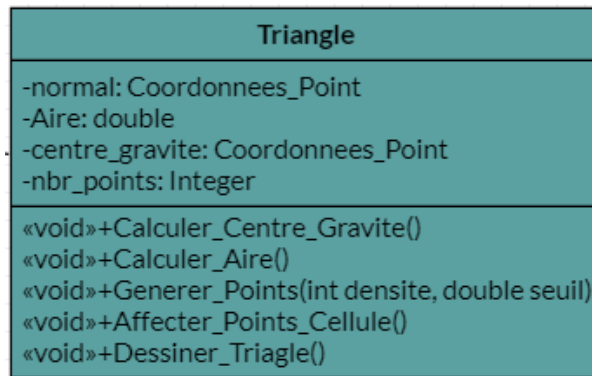 Triangle
-normal: Coordonnees_Point
-Aire: double
-centre_gravite: Coordonnees_Point
-nbr_points: Integer
«void»+Calculer_Centre_Gravite()
«void»+Calculer_Aire()
«void»+Generer_Points(int densite, double seuil)
«void»+Affecter_Points_Cellule()
«void»+Dessiner_Triagle()